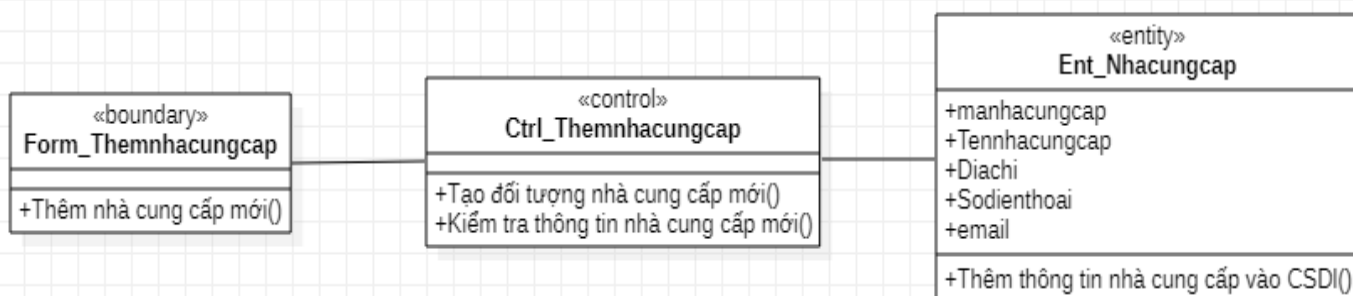 «boundary»
Form_Themnhacungcap
+Thêm nhà cung cấp mới()
«control»
Ctrl_Themnhacungcap
+Tạo đối tượng nhà cung cấp mới()
+Kiểm tra thông tin nhà cung cấp mới()
«entity»
Ent_Nhacungcap
+manhacungcap
+Tennhacungcap
+Diachi
+Sodienthoai
+email
+Thêm thông tin nhà cung cấp vào CSDl()